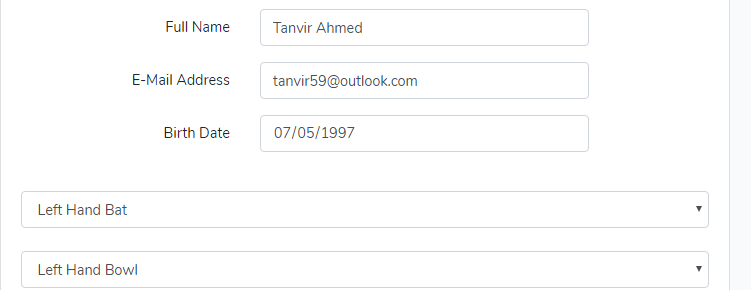 Full Name Tanvir Ahmed
E-Mail Address tanvir59@outlook.com
Birth Date 07/05/1997
Left Hand Bat
Left Hand Bowl